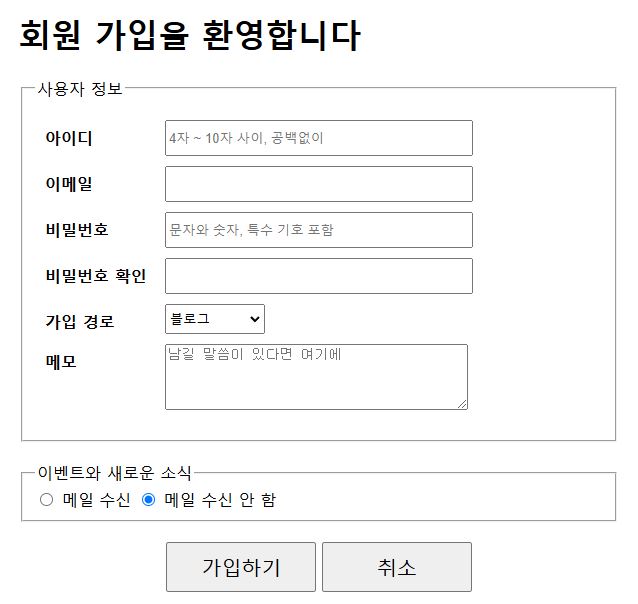 회원 가입을 환영합니다
사용자 정보
아이디 4자 ~ 10자 사이, 공백없이
이메일
비밀번호 문자와 숫자, 특수 기호 포함
비밀번호 확인
가입 경로 블로그
메모 남길 말씀이 있다면 여기에
이벤트와 새로운 소식
메일 수신 메일 수신 안 함
가입하기 취소